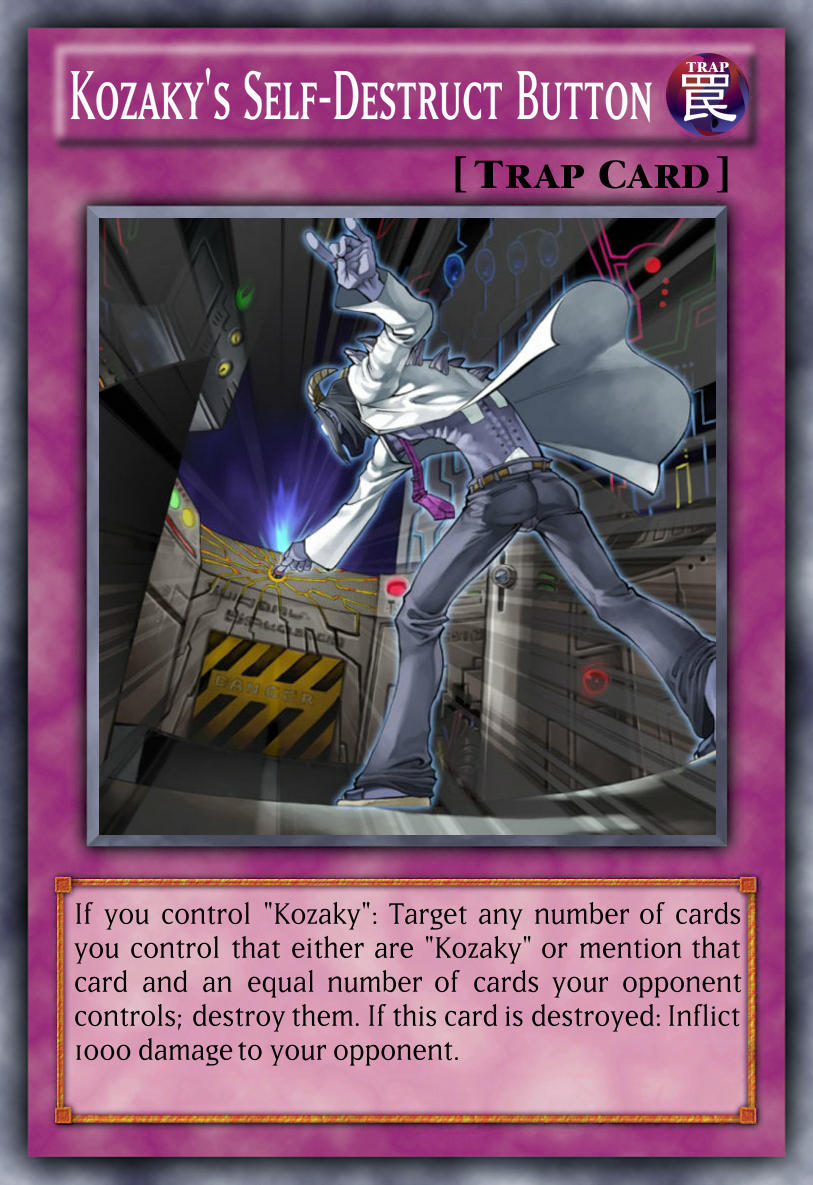 Kozaky's Self-Destruct Button
TRAP
罠
[Trap Card]
DANGER
If you control "Kozaky": Target any number of cards
you control that either are "Kozaky" or mention that
card and an equal number of cards your opponent
controls; destroy them. If this card is destroyed: Inflict
1000 damage to your opponent.